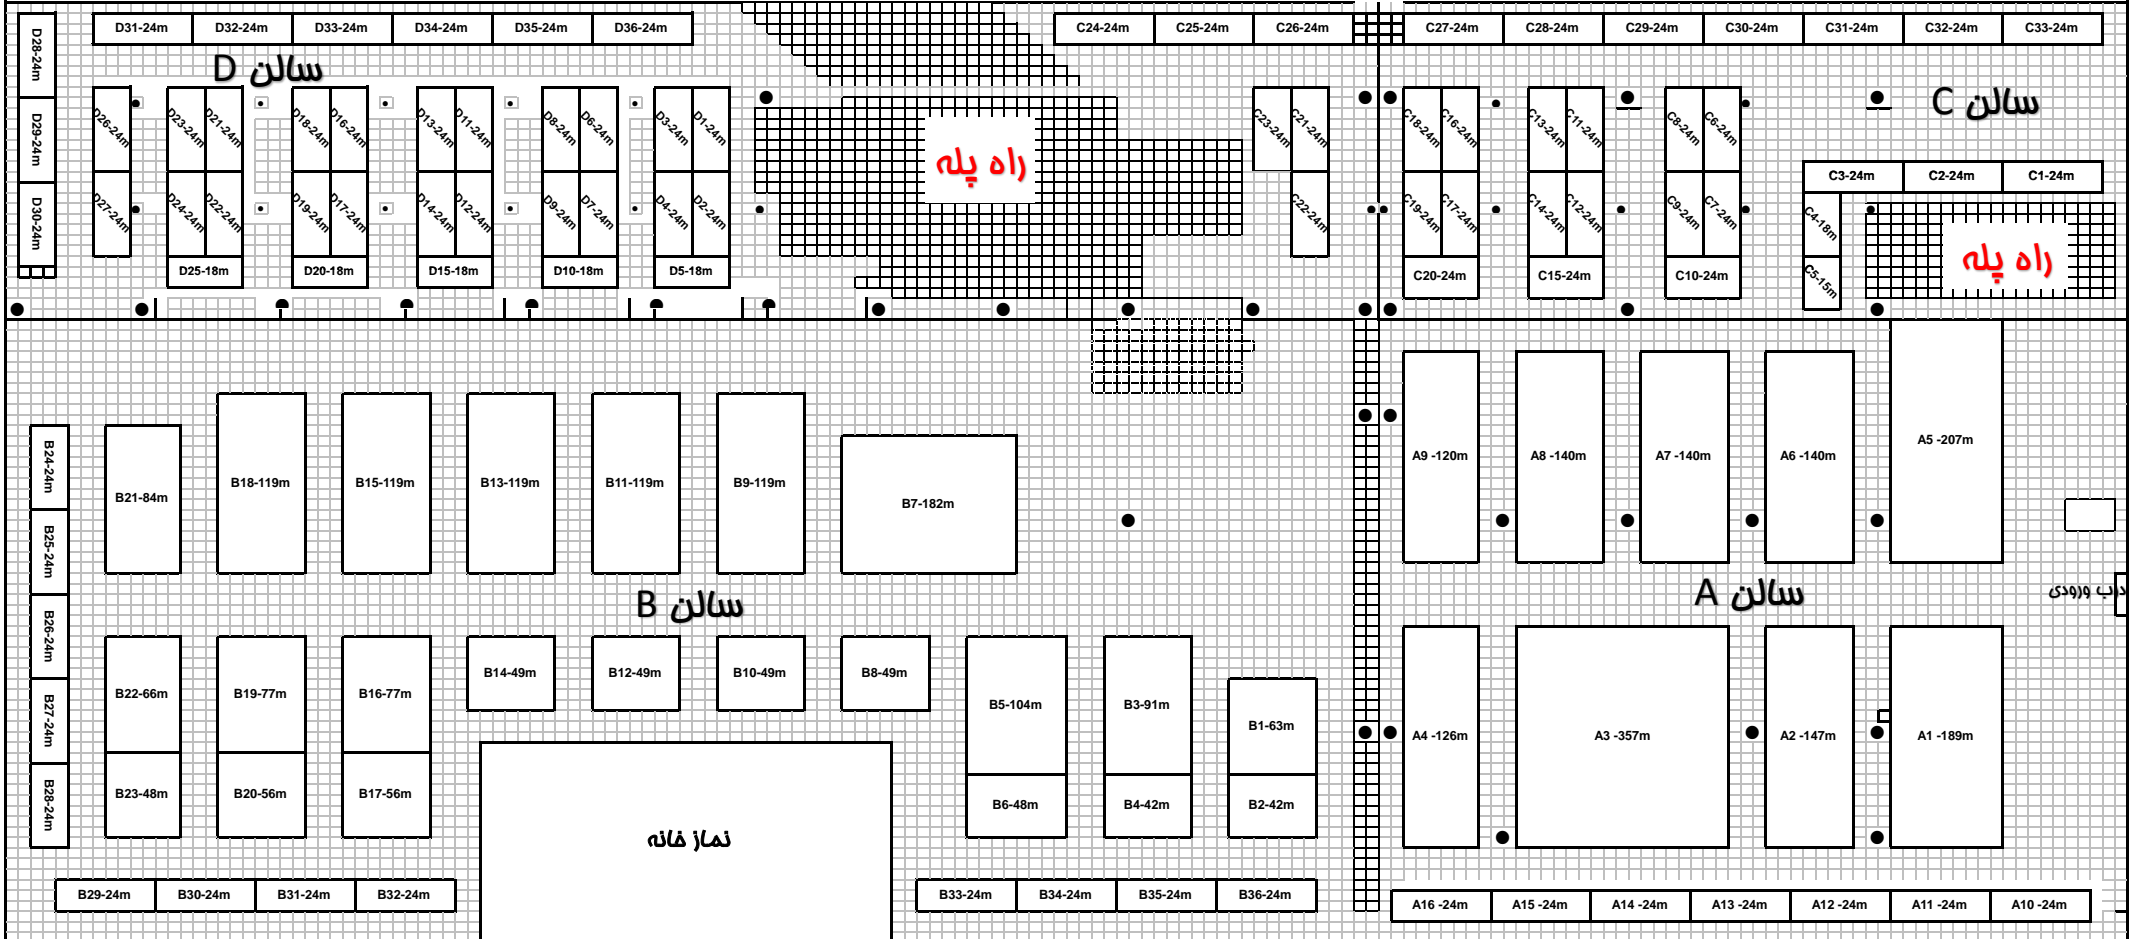 D31-24m D32-24m D33-24m D34-24m D35-24m D36-24m
C24-24m C25-24m C26-24m C27-24m C28-24m C29-24m C30-24m C31-24m C32-24m C33-24m
D28-24m
D29-24m
D30-24m
سالن D
D26-24m D23-24m D21-24m D18-24m D16-24m D13-24m D11-24m D8-24m D6-24m D3-24m D1-24m
D27-24m D24-24m D22-24m D19-24m D17-24m D14-24m D12-24m D9-24m D7-24m D4-24m D2-24m
D25-18m D20-18m D15-18m D10-18m D5-18m
راه پله
سالن C
C23-24m C21-24m C18-24m C16-24m C13-24m C11-24m C8-24m C6-24m
C22-24m C19-24m C17-24m C14-24m C12-24m C9-24m C7-24m
C20-24m C15-24m C10-24m
C3-24m C2-24m C1-24m
C4-18m
C5-15m
راه پله
B24-24m
B25-24m
B26-24m
B27-24m
B28-24m
B21-84m B18-119m B15-119m B13-119m B11-119m B9-119m B7-182m
سالن B
B22-66m B19-77m B16-77m B14-49m B12-49m B10-49m B8-49m B5-104m B3-91m B1-63m
B23-48m B20-56m B17-56m B6-48m B4-42m B2-42m
نماز خانه
B29-24m B30-24m B31-24m B32-24m B33-24m B34-24m B35-24m B36-24m
A9 -120m A8 -140m A7 -140m A6 -140m A5 -207m
سالن A
درب ورودی
A4 -126m A3 -357m A2 -147m A1 -189m
A16 -24m A15 -24m A14 -24m A13 -24m A12 -24m A11 -24m A10 -24m